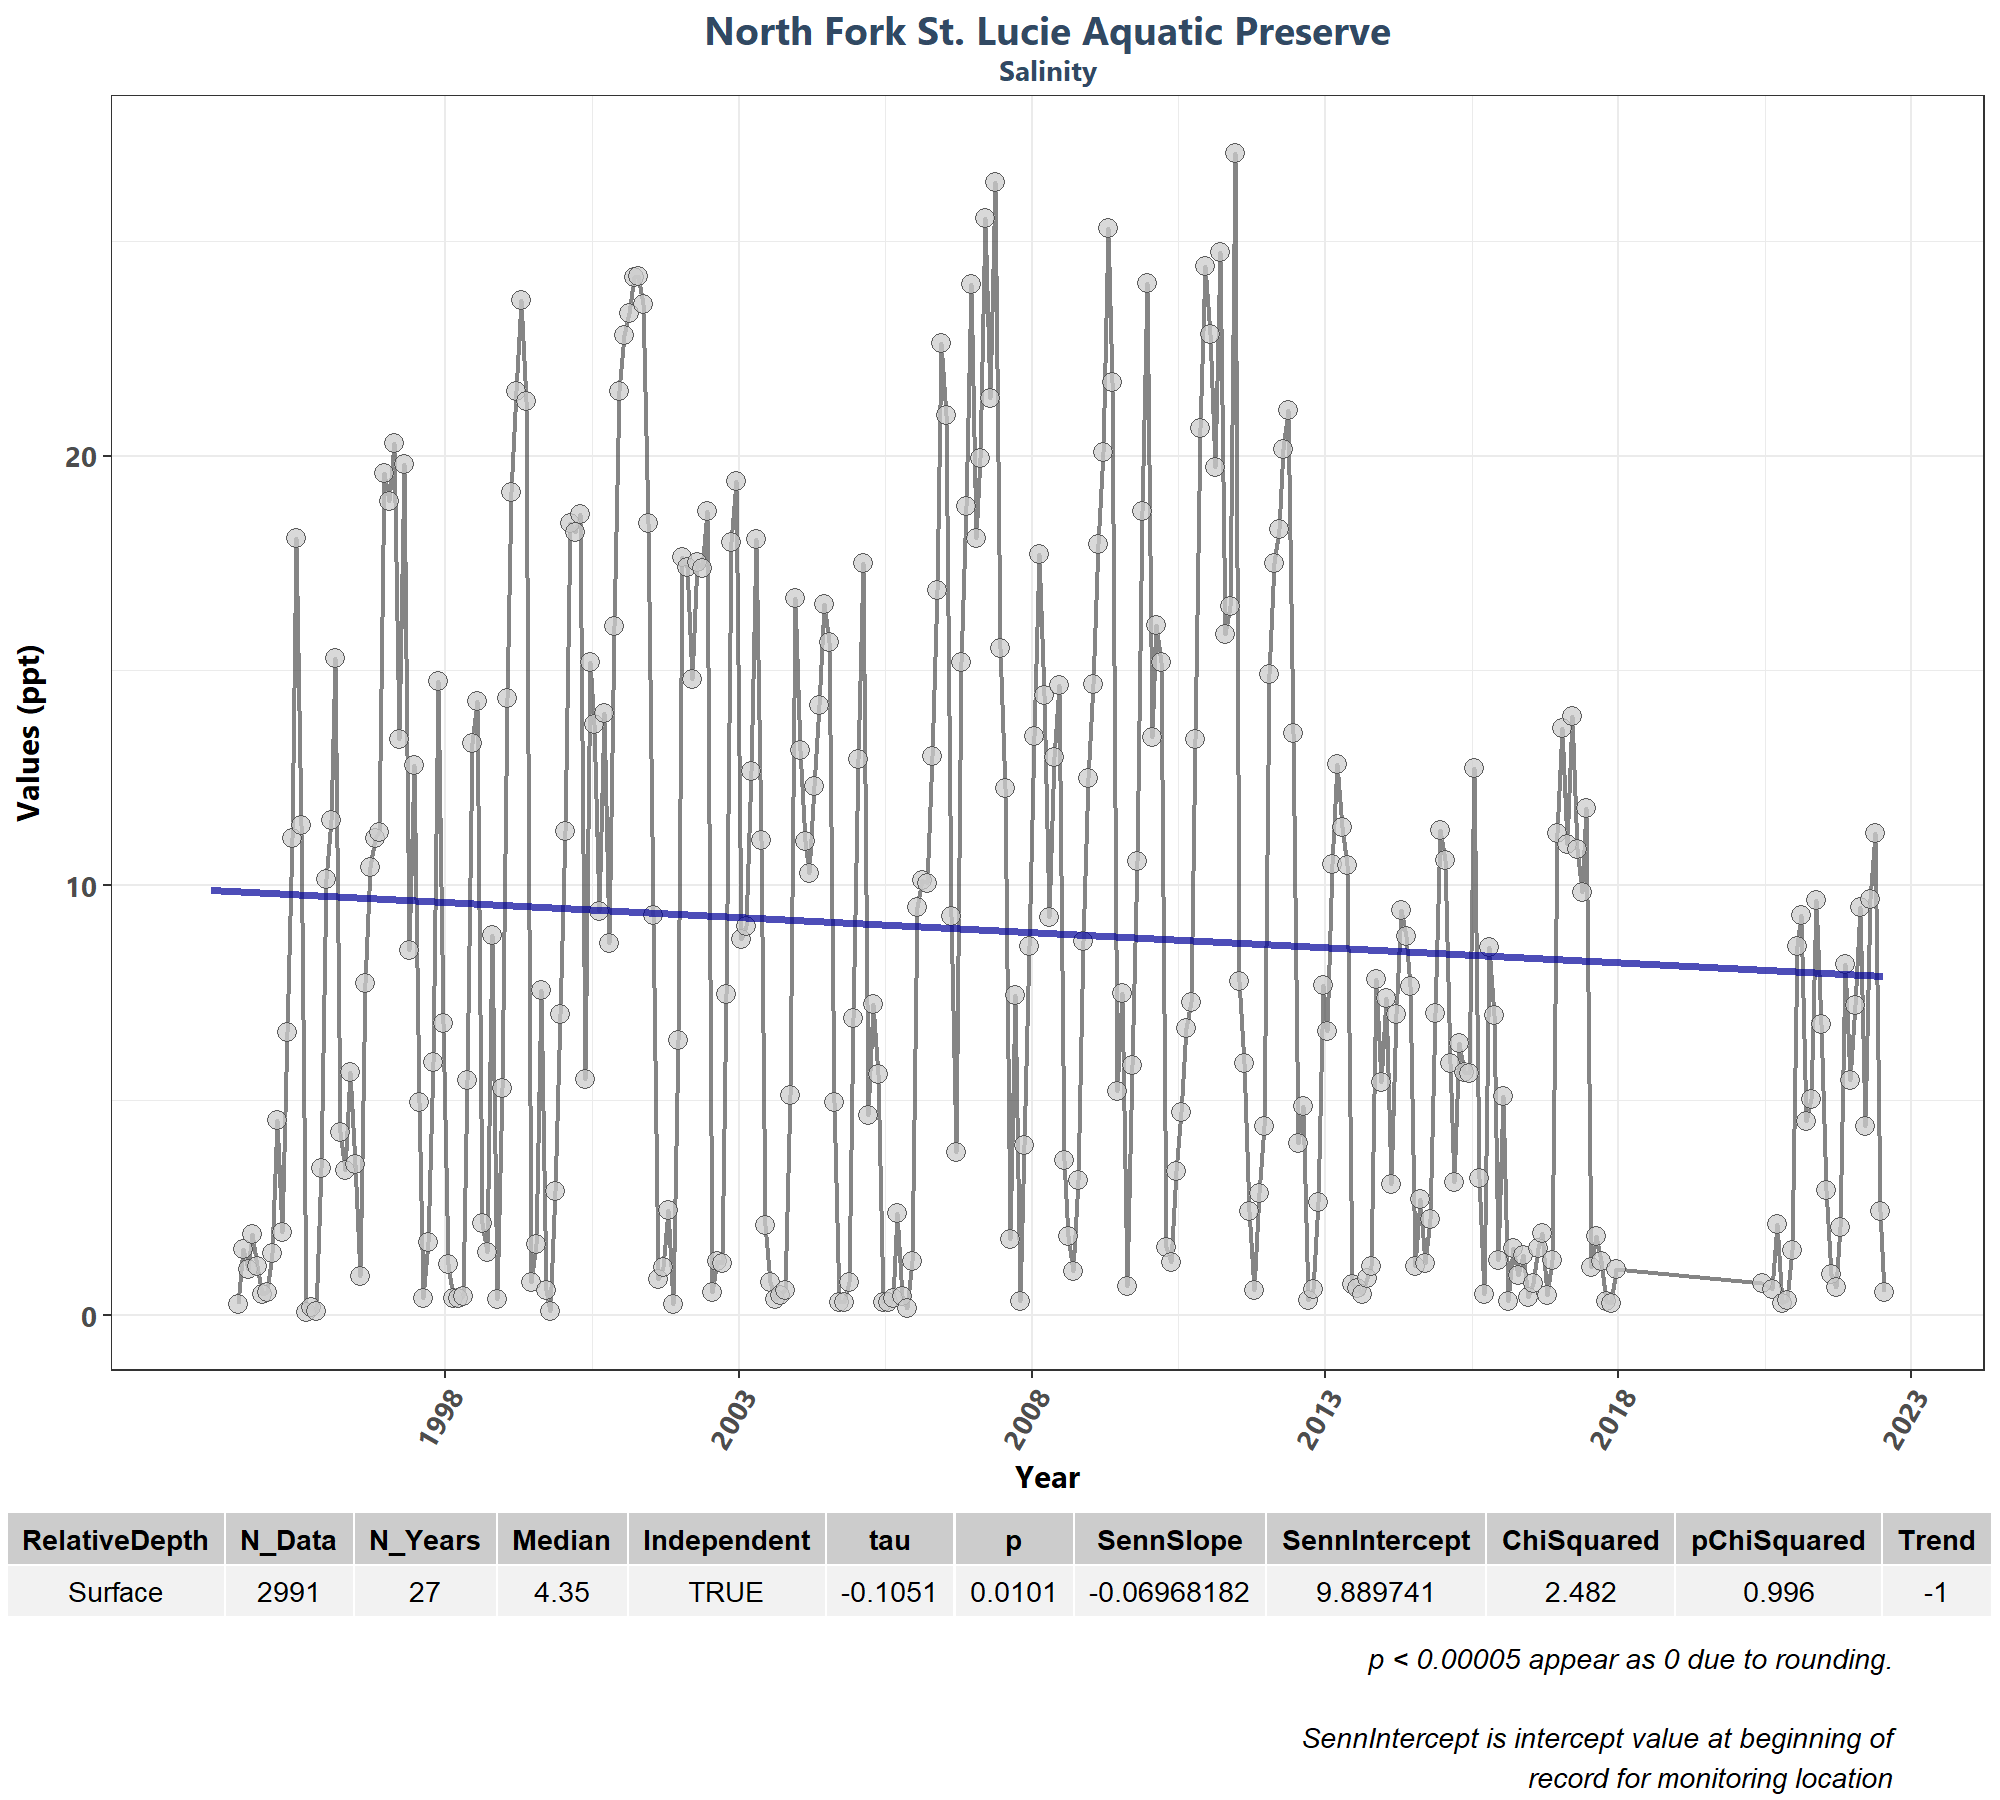 North Fork St. Lucie Aquatic Preserve
Salinity
Values (ppt)
20
10
0
1998 2003 2008 2013 2018 2023
Year
RelativeDepth N_Data N_Years Median Independent tau p SennSlope SennIntercept ChiSquared pChiSquared Trend
Surface 2991 27 4.35 TRUE -0.1051 0.0101 -0.06968182 9.889741 2.482 0.996 -1
p < 0.00005 appear as 0 due to rounding.
SennIntercept is intercept value at beginning of
record for monitoring location